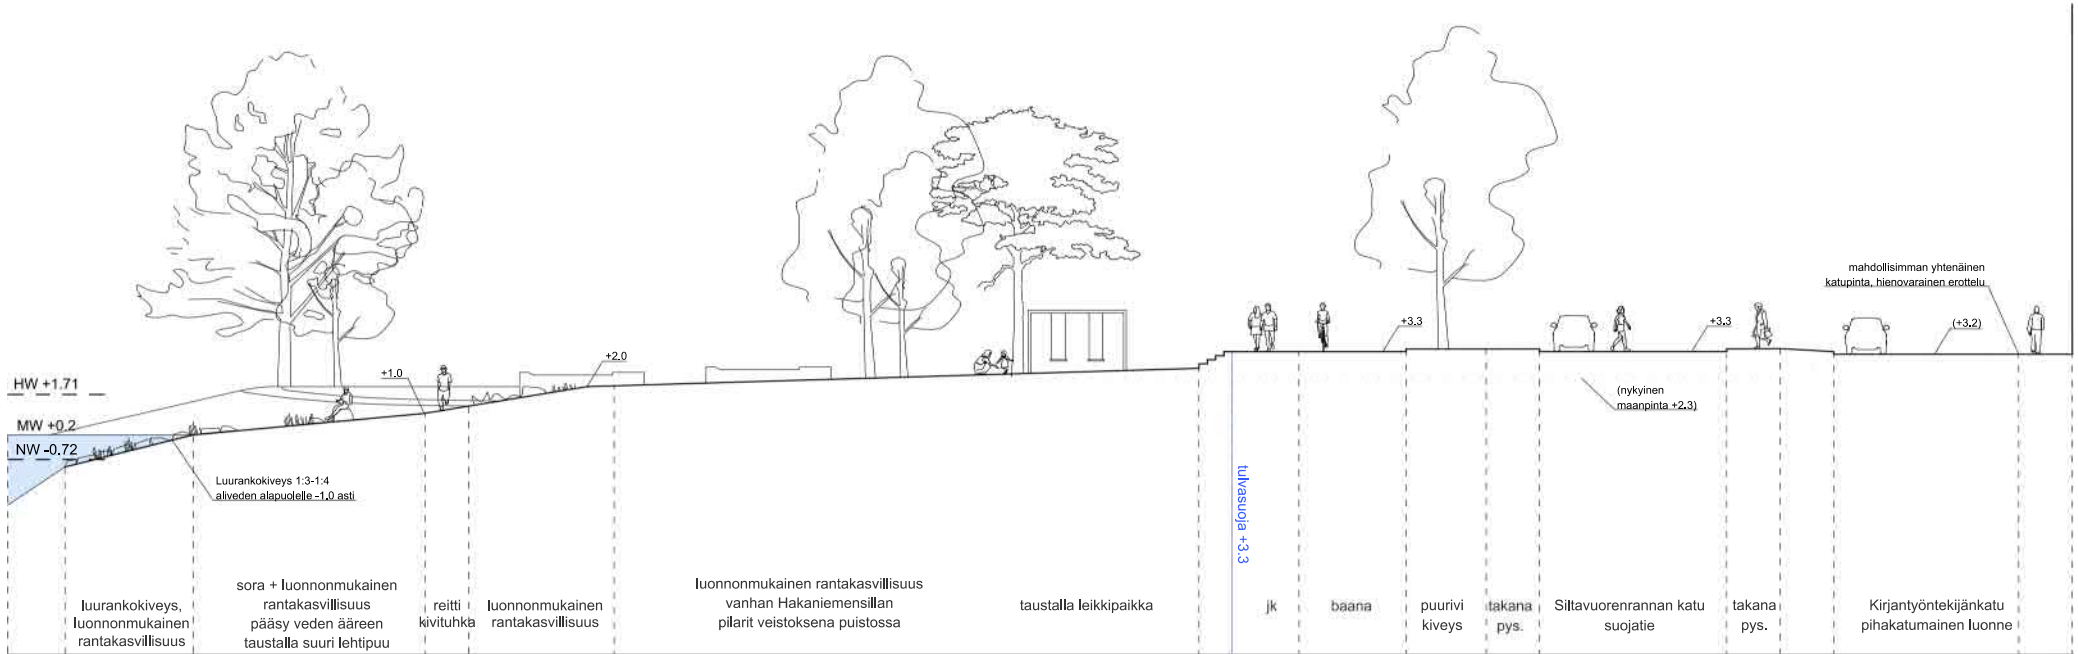 mahdollisimman yhtenäinen
katupinta, hienovarainen erottelu
+3.3
+3.3
(+3.2)
+2.0
+1.0
HW +1.71
MW +0.2
NW -0.72
(nykyinen
maanpinta +2.3)
Luurankokiveys 1:3-1:4
aliveden alapuolelle -1.0 asti
tulvasuoja +3.3
luurankokiveys,
luonnonmukainen
rantakasvillisuus
sora + luonnonmukainen
rantakasvillisuus
pääsy veden ääreen
taustalla suuri lehtipuu
reitti
kivituhka
luonnonmukainen
rantakasvillisuus
luonnonmukainen rantakasvillisuus
vanhan Hakaniemensillan
pilarit veistoksena puistossa
taustalla leikkipaikka
jk
baana
puurivi
kiveys
takana
pys.
Siltavuorenrannan katu
suojatie
takana
pys.
Kirjantyöntekijänkatu
pihakatumainen luonne